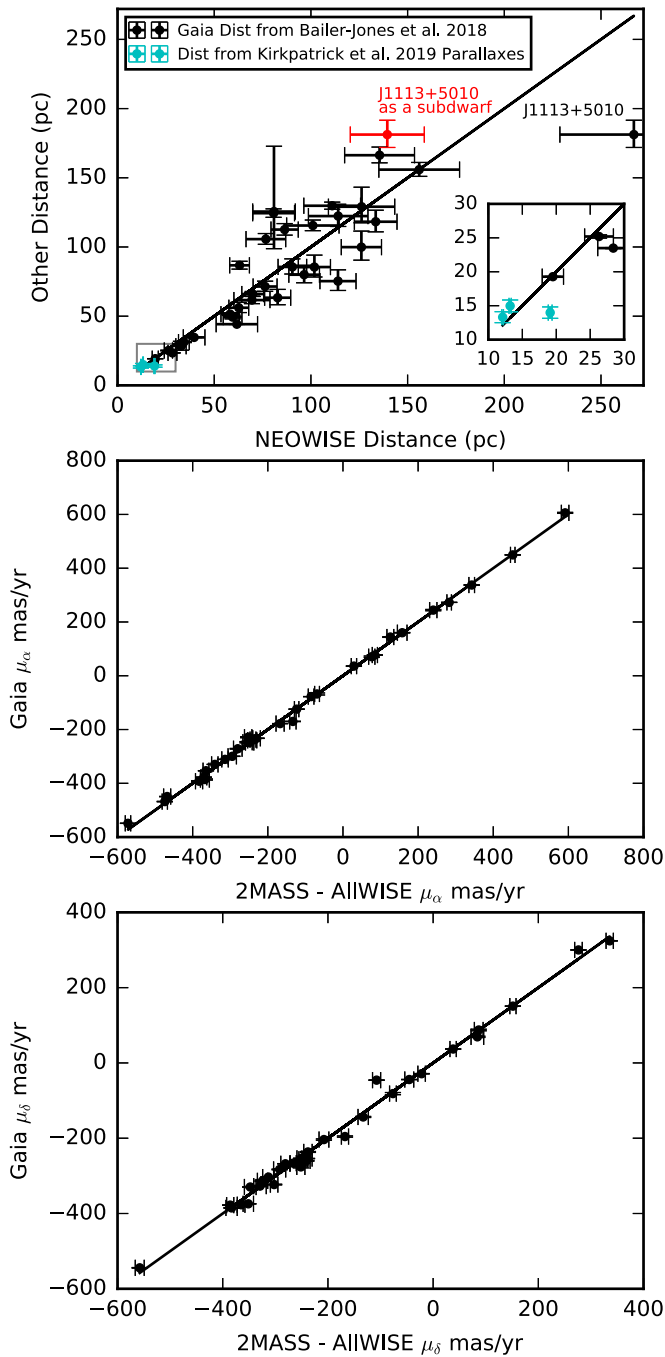 Gaia Dist from Bailer-Jones et al. 2018
Dist from Kirkpatrick et al. 2019 Parallaxes
J1113+5010
as a subdwarf
J1113+5010
Other Distance (pc)
300
250
200
150
100
50
0
30
25
20
15
10
10 15 20 25 30
0 50 100 150 200 250
NEOWISE Distance (pc)
Gaia μα mas/yr
800
600
400
200
0
−200
−400
−600
−600 −400 −200 0 200 400 600 800
2MASS - AllWISE μα mas/yr
Gaia μδ mas/yr
400
200
0
−200
−400
−600
−600 −400 −200 0 200 400
2MASS - AllWISE μδ mas/yr